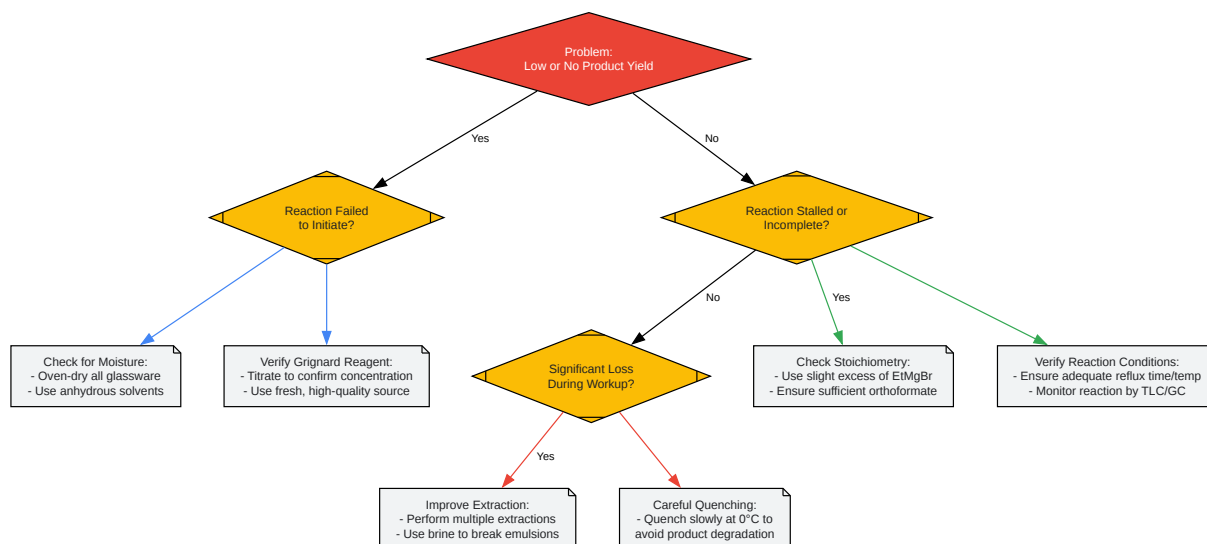 Problem:
Low or No Product Yield
Yes
No
Reaction Failed
to Initiate?
Reaction Stalled or
Incomplete?
No
Yes
Check for Moisture:
- Oven-dry all glassware
- Use anhydrous solvents
Verify Grignard Reagent:
- Titrate to confirm concentration
- Use fresh, high-quality source
Significant Loss
During Workup?
Check Stoichiometry:
- Use slight excess of EtMgBr
- Ensure sufficient orthoformate
Verify Reaction Conditions:
- Ensure adequate reflux time/temp
- Monitor reaction by TLC/GC
Yes
Improve Extraction:
- Perform multiple extractions
- Use brine to break emulsions
Careful Quenching:
- Quench slowly at 0°C to
avoid product degradation